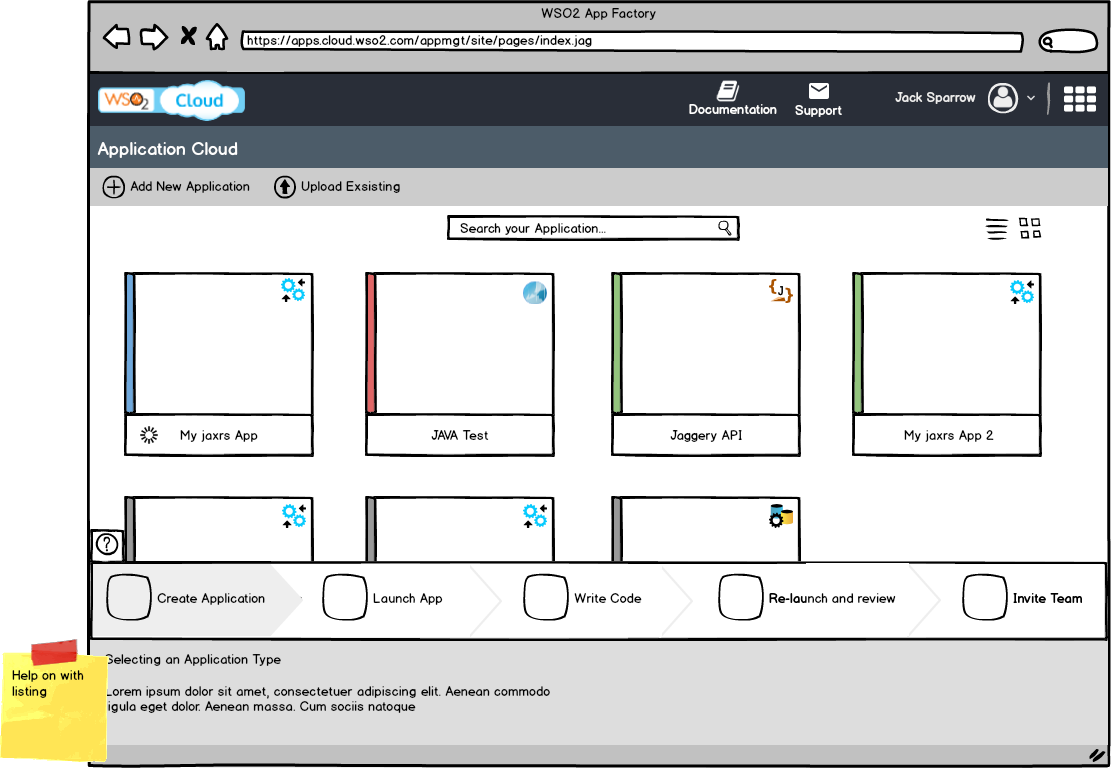 WSO2 App Factory
https://apps.cloud.wso2.com/appmgt/site/pages/index.jag
WSO2 Cloud
Documentation
Support
Jack Sparrow
Application Cloud
Add New Application
Upload Exsisting
Search your Application...
{J}
My jaxrs App
JAVA Test
Jaggery API
My jaxrs App 2
?
Create Application
Launch App
Write Code
Re-launch and review
Invite Team
Help on with
listing
Selecting an Application Type
Lorem ipsum dolor sit amet, consectetuer adipiscing elit. Aenean commodo
ligula eget dolor. Aenean massa. Cum sociis natoque